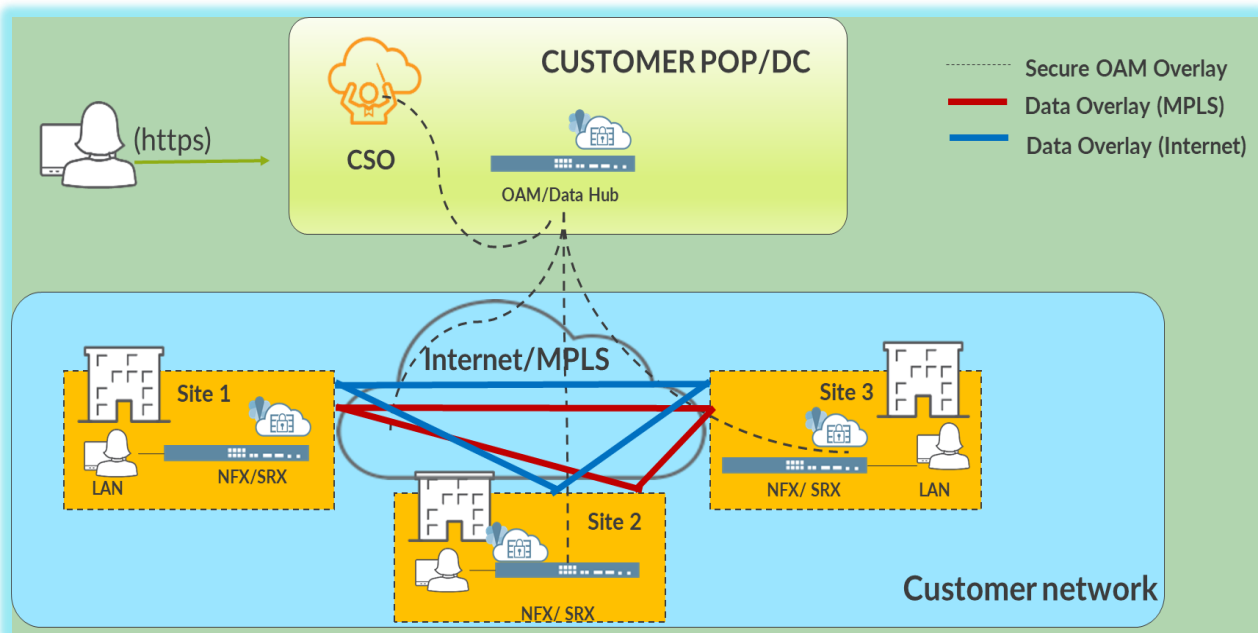 CUSTOMER POP/DC
Secure OAM Overlay
Data Overlay (MPLS)
Data Overlay (Internet)
(https)
CSO
OAM/Data Hub
Internet/MPLS
Site 1
NFX/SRX
LAN
Site 3
NFX/ SRX
LAN
Site 2
NFX/ SRX
Customer network